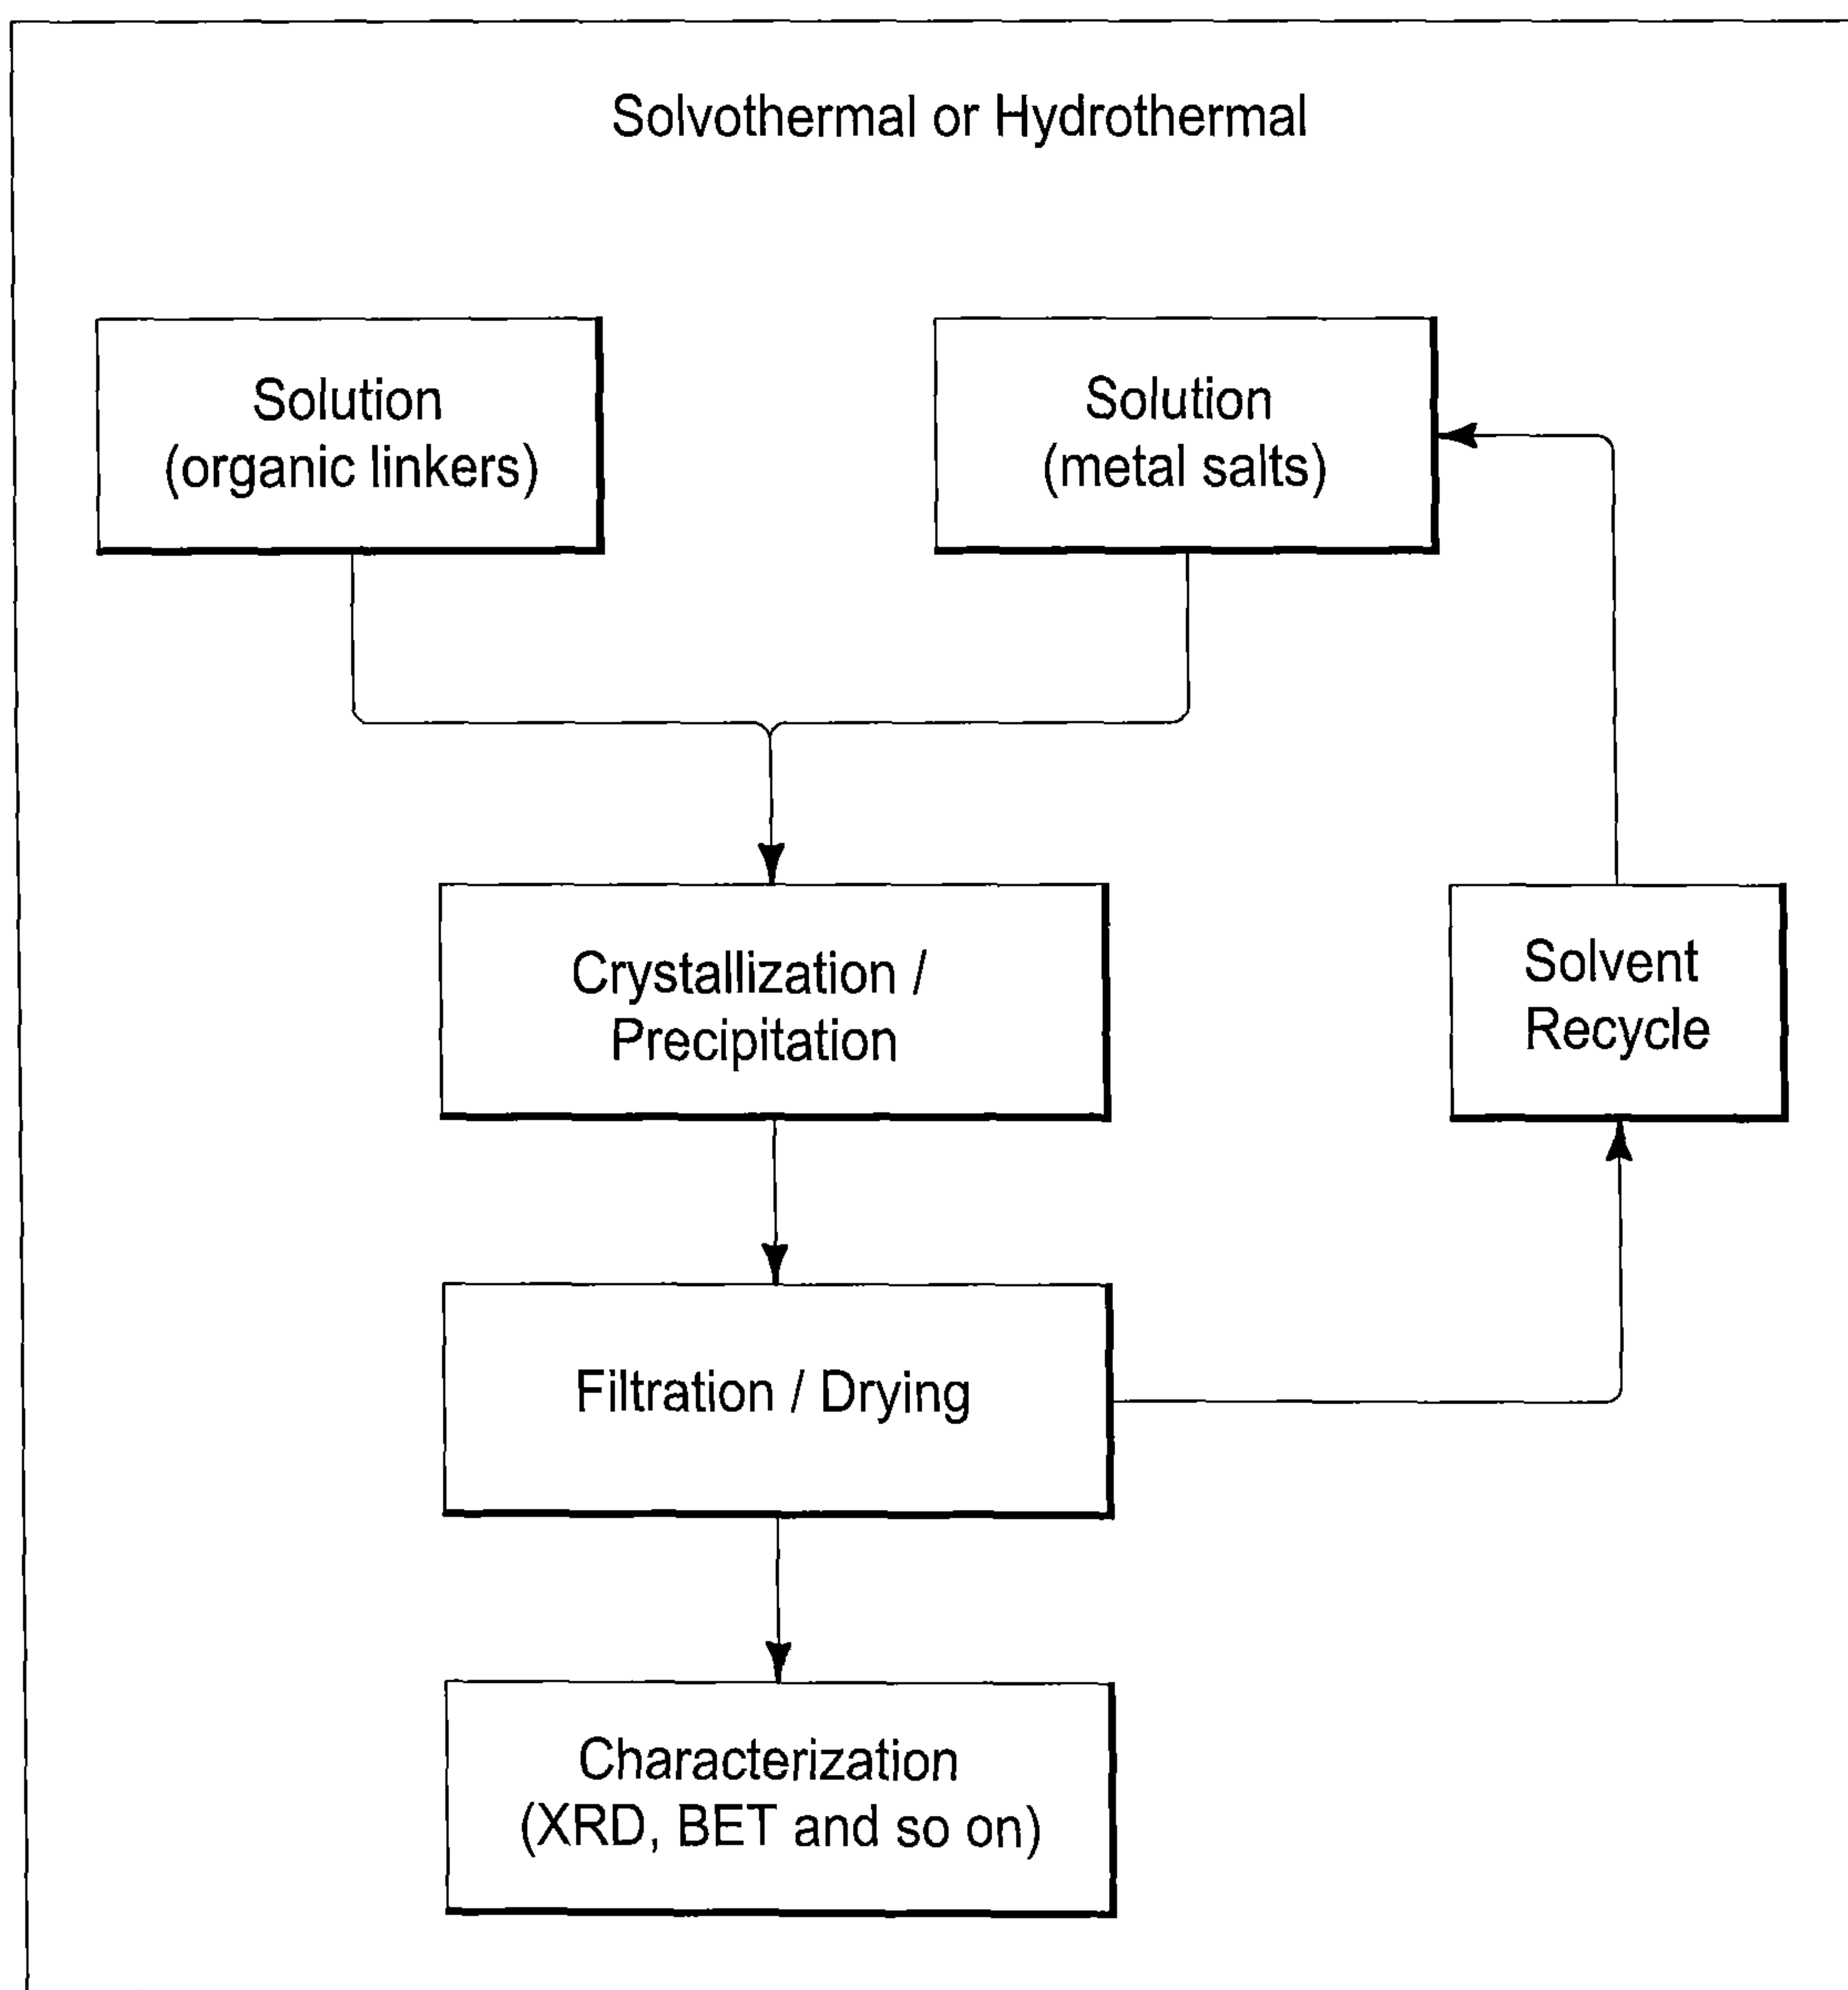 Solvothermal or Hydrothermal
Solution
(organic linkers)
Solution
(metal salts)
Crystallization /
Precipitation
Solvent
Recycle
Filtration / Drying
Characterization
(XRD, BET and so on)